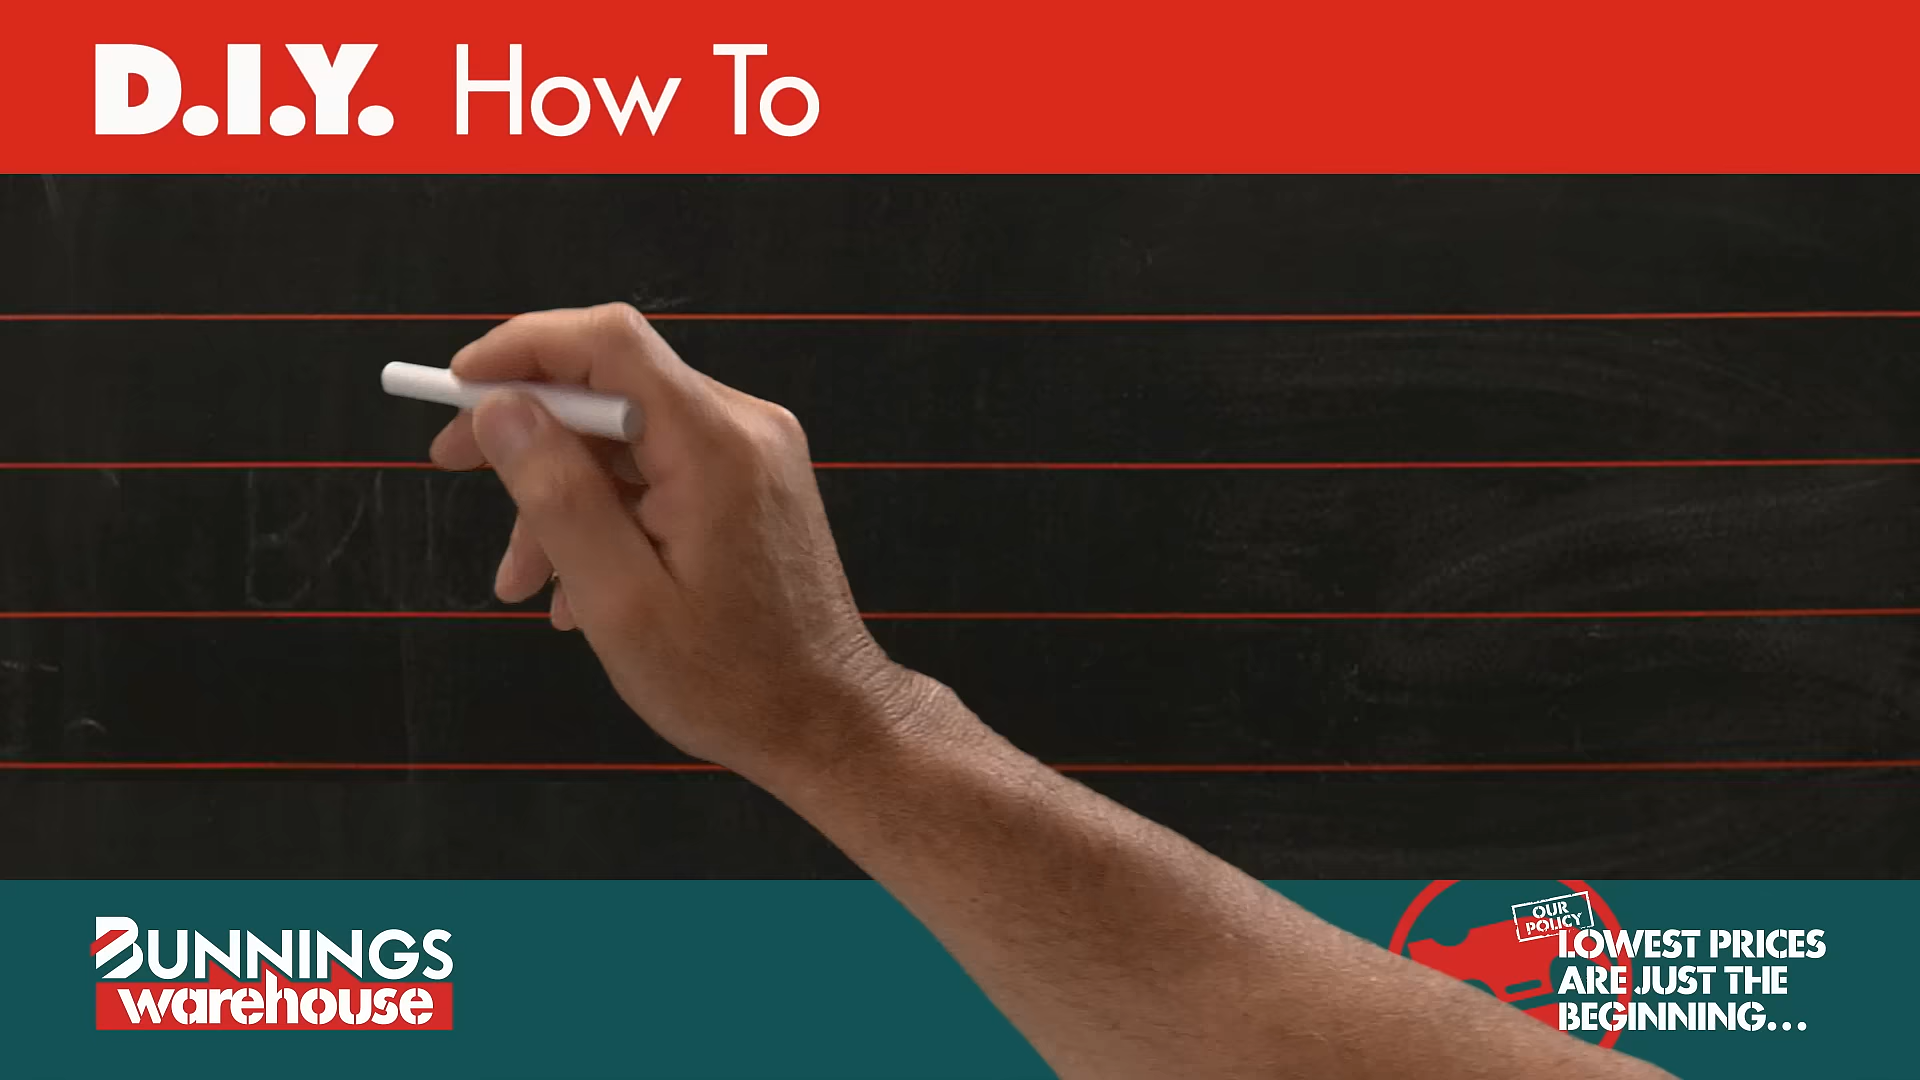 D.I.Y. How To
BUNNINGS
warehouse
OUR
POLICY
LOWEST PRICES
ARE JUST THE
BEGINNING...